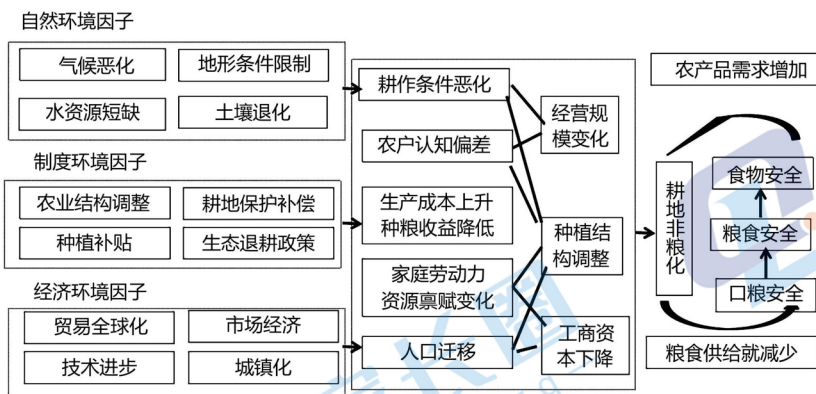 自然环境因子
气候恶化
地形条件限制
水资源短缺
土壤退化
制度环境因子
农业结构调整
耕地保护补偿
种植补贴
生态退耕政策
经济环境因子
贸易全球化
市场经济
技术进步
城镇化
耕作条件恶化
农户认知偏差
生产成本上升
种粮收益降低
家庭劳动力
资源禀赋变化
人口迁移
经营规
模变化
种植结
构调整
工商资
本下降
耕地非粮化
农产品需求增加
食物安全
粮食安全
口粮安全
粮食供给就减少